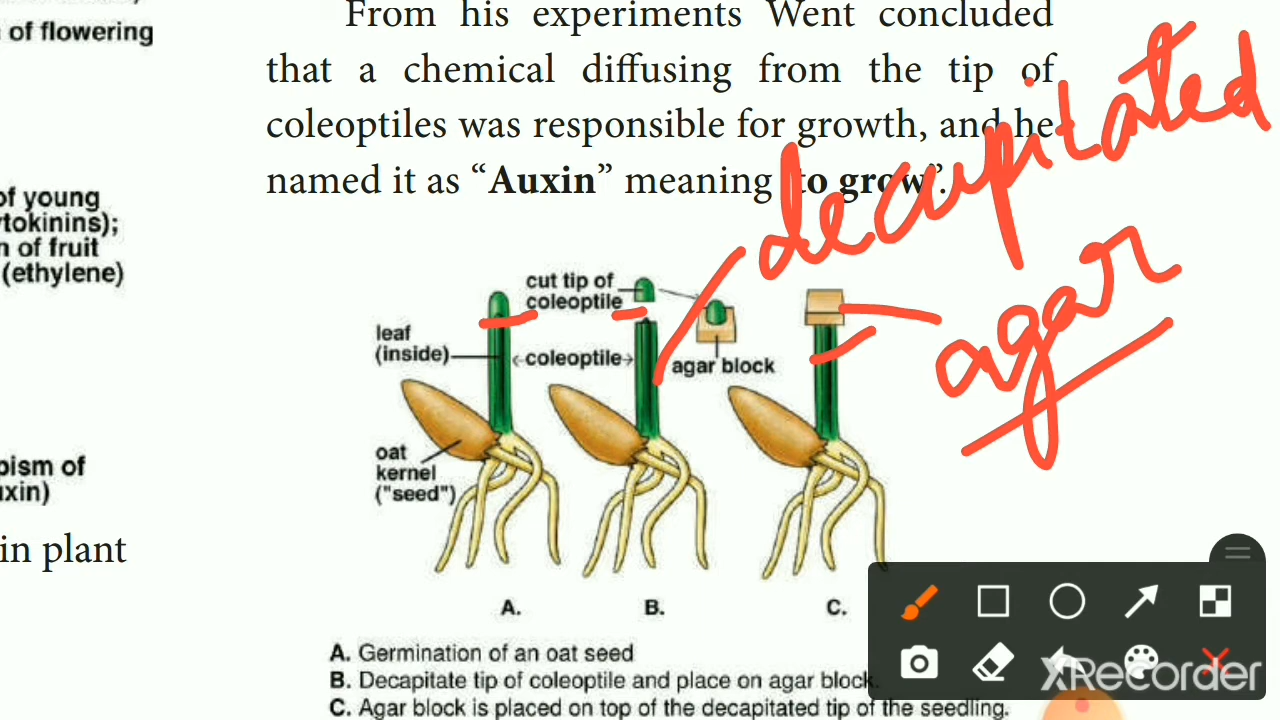 of flowering
From his experiments Went concluded
that a chemical diffusing from the tip of
coleoptiles was responsible for growth, and he
named it as “Auxin” meaning “to grow”.
decapitated
agar
of young
(cytokinins);
n of fruit
(ethylene)
cut tip of
coleoptile
leaf
(inside)
coleoptile
agar block
oat
kernel
("seed")
pism of
uxin)
in plant
A. B. C.
A. Germination of an oat seed
B. Decapitate tip of coleoptile and place on agar block.
C. Agar block is placed on top of the decapitated tip of the seedling.
XRecorder